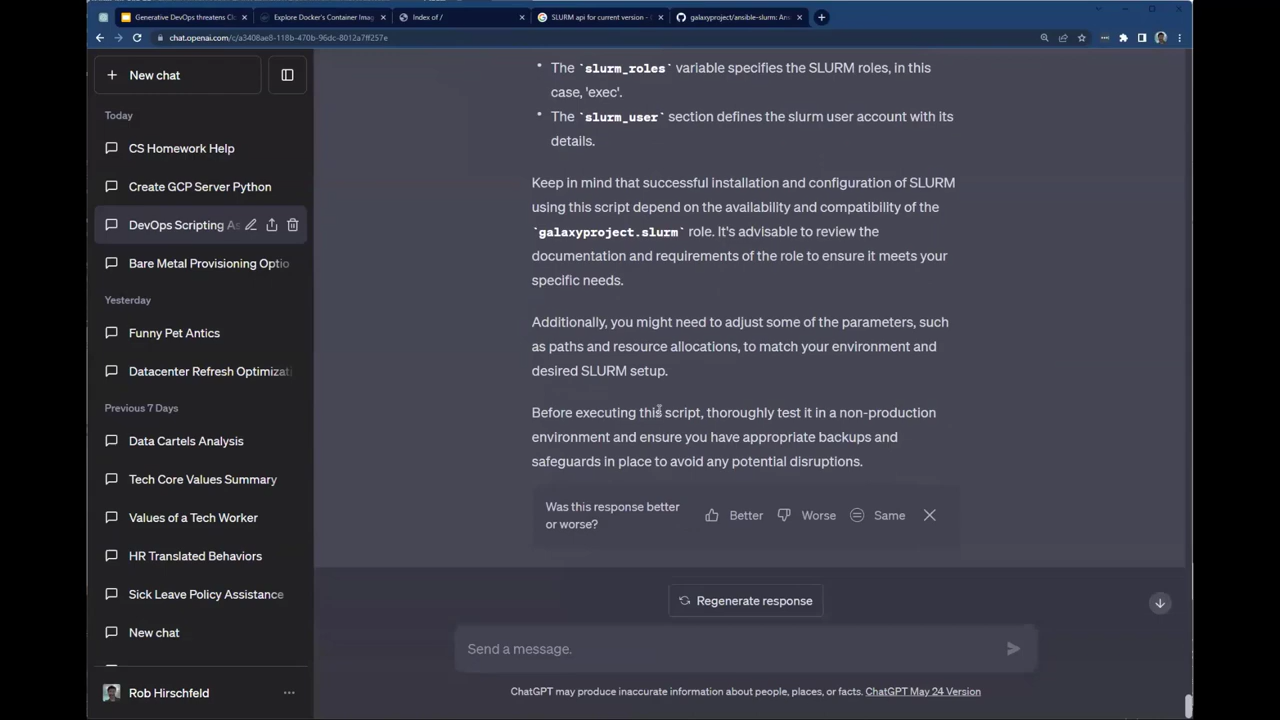 Generative DevOps threatens Cl
Explore Docker's Container Imag
Index of /
SLURM api for current version -
galaxyproject/ansible-slurm: An
chat.openai.com/c/a3408ae8-118b-470b-96dc-8012a7ff257e
New chat
Today
CS Homework Help
Create GCP Server Python
DevOps Scripting As
Bare Metal Provisioning Optio
Yesterday
Funny Pet Antics
Datacenter Refresh Optimizati
Previous 7 Days
Data Cartels Analysis
Tech Core Values Summary
Values of a Tech Worker
HR Translated Behaviors
Sick Leave Policy Assistance
New chat
Rob Hirschfeld
• The `slurm_roles` variable specifies the SLURM roles, in this
case, 'exec'.
• The `slurm_user` section defines the slurm user account with its
details.
Keep in mind that successful installation and configuration of SLURM
using this script depend on the availability and compatibility of the
`galaxyproject.slurm` role. It's advisable to review the
documentation and requirements of the role to ensure it meets your
specific needs.
Additionally, you might need to adjust some of the parameters, such
as paths and resource allocations, to match your environment and
desired SLURM setup.
Before executing this script, thoroughly test it in a non-production
environment and ensure you have appropriate backups and
safeguards in place to avoid any potential disruptions.
Was this response better
or worse?
Better
Worse
Same
Regenerate response
Send a message.
ChatGPT may produce inaccurate information about people, places, or facts. ChatGPT May 24 Version